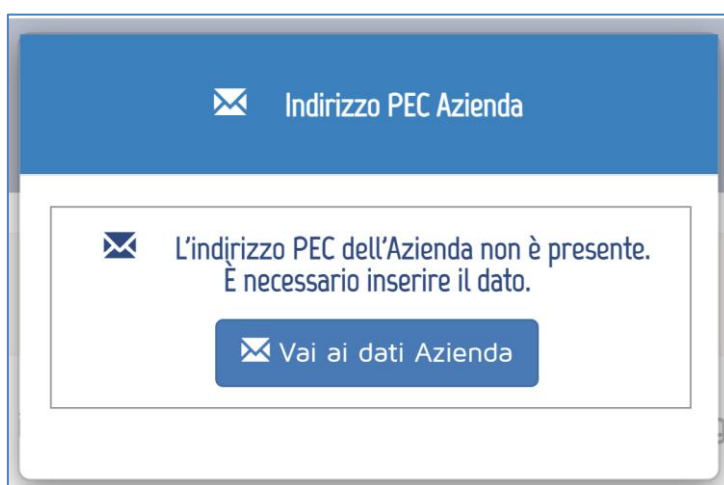 Indirizzo PEC Azienda
L'indirizzo PEC dell'Azienda non è presente.
È necessario inserire il dato.
Vai ai dati Azienda